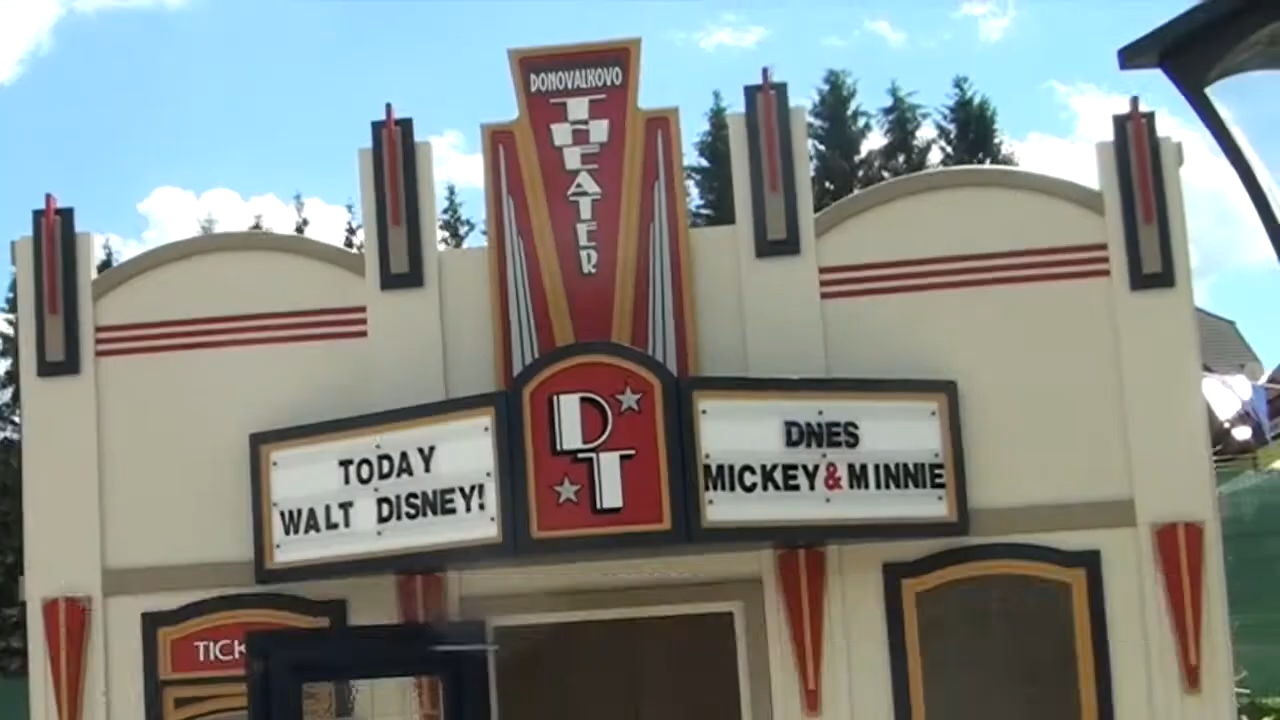 DONOVALKOVO
THEATER
DT
TODAY
WALT DISNEY!
DNES
MICKEY & MINNIE